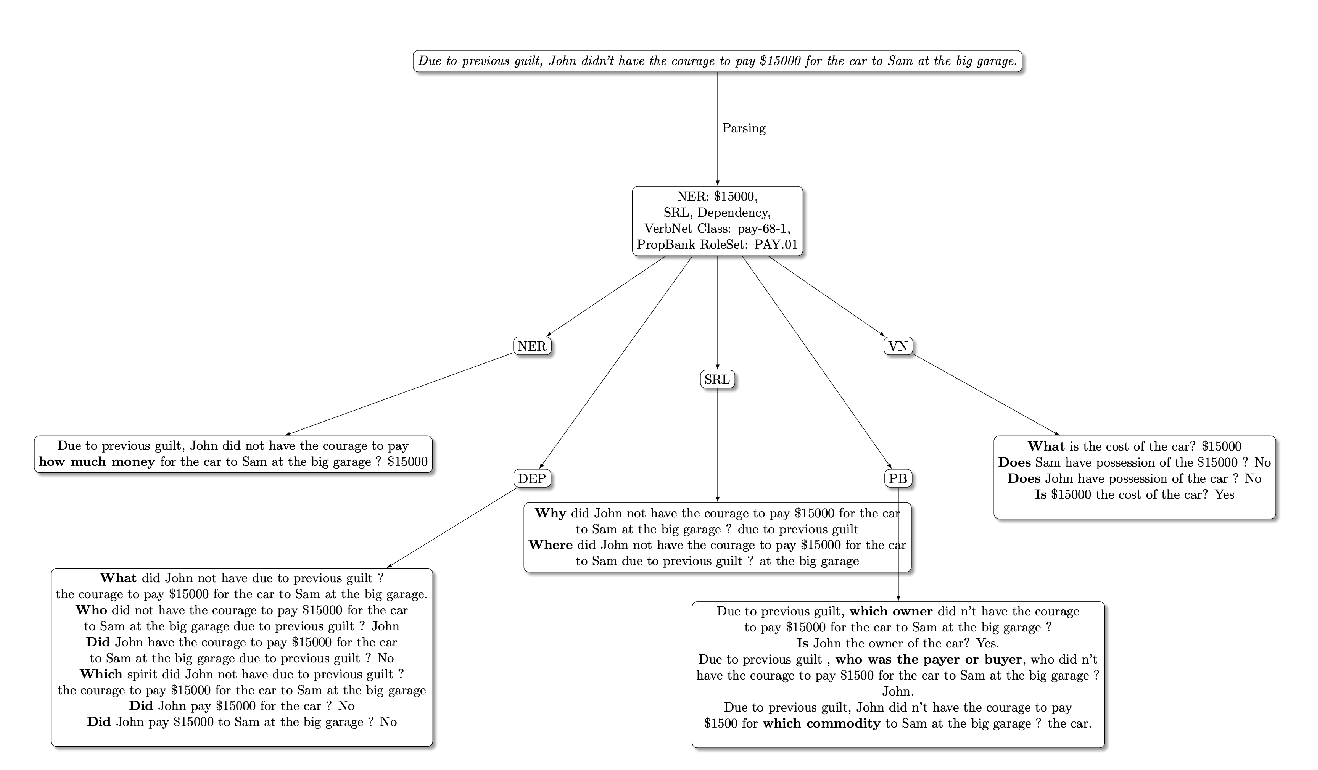 Due to previous guilt, John didn't have the courage to pay $15000 for the car to Sam at the big garage.
Parsing
NER: $15000,
SRL, Dependency,
VerbNet Class: pay-68-1,
PropBank RoleSet: PAY.01
NER
VN
SRL
Due to previous guilt, John did not have the courage to pay
how much money for the car to Sam at the big garage ? $15000
What is the cost of the car? $15000
Does Sam have possession of the $15000 ? No
Does John have possession of the car ? No
Is $15000 the cost of the car? Yes
DEP
PB
Why did John not have the courage to pay $15000 for the car
to Sam at the big garage ? due to previous guilt
Where did John not have the courage to pay $15000 for the car
to Sam due to previous guilt ? at the big garage
What did John not have due to previous guilt ?
the courage to pay $15000 for the car to Sam at the big garage.
Who did not have the courage to pay $15000 for the car
to Sam at the big garage due to previous guilt ? John
Did John have the courage to pay $15000 for the car
to Sam at the big garage due to previous guilt ? No
Which spirit did John not have due to previous guilt ?
the courage to pay $15000 for the car to Sam at the big garage
Did John pay $15000 for the car ? No
Did John pay $15000 to Sam at the big garage ? No
Due to previous guilt, which owner did n't have the courage
to pay $15000 for the car to Sam at the big garage ?
Is John the owner of the car? Yes.
Due to previous guilt , who was the payer or buyer, who did n't
have the courage to pay $1500 for the car to Sam at the big garage ?
John.
Due to previous guilt, John did n't have the courage to pay
$1500 for which commodity to Sam at the big garage ? the car.